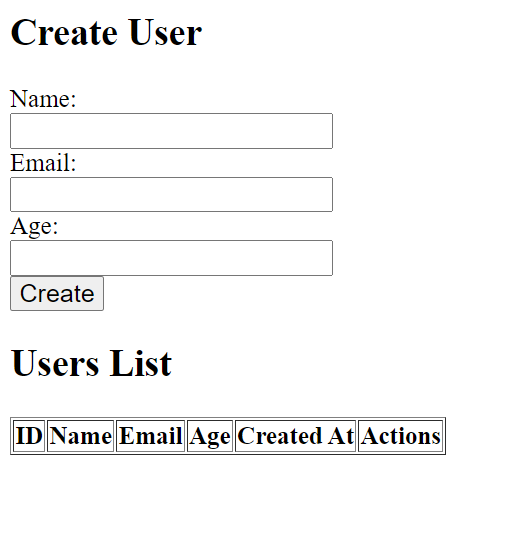 Create User
Name:
Email:
Age:
Create
Users List
ID Name Email Age Created At Actions